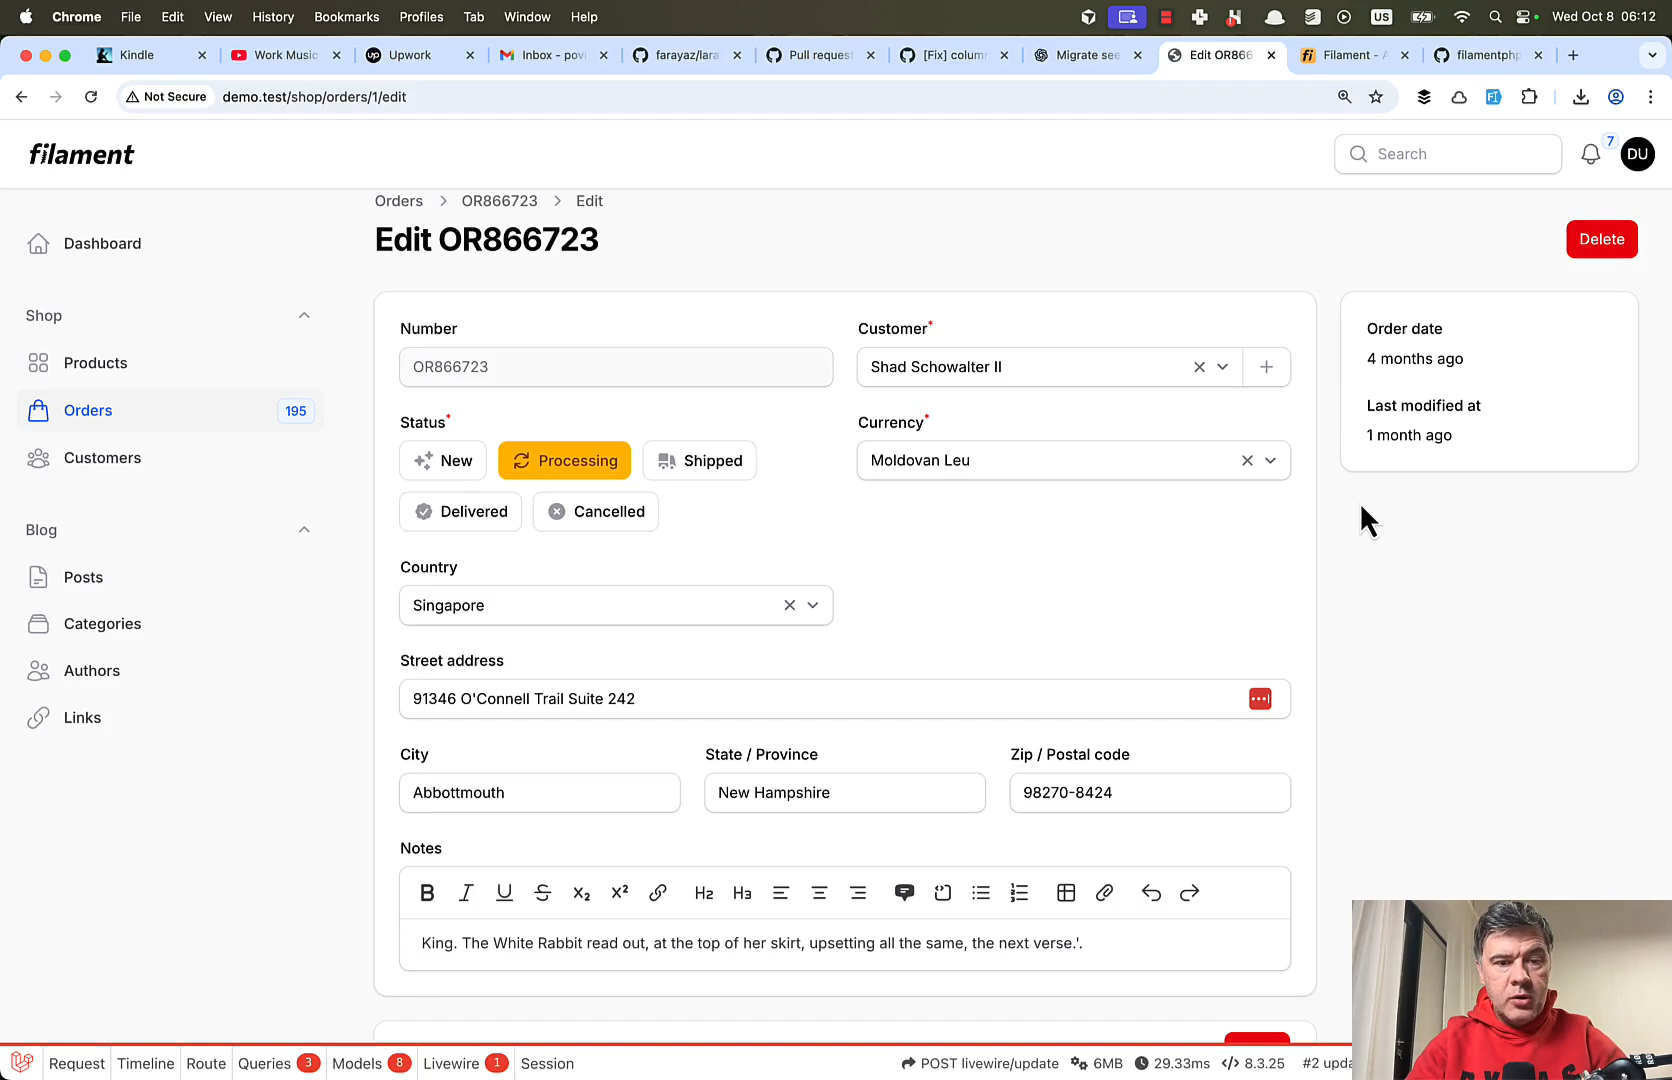 Chrome File Edit View History Bookmarks Profiles Tab Window Help US Wed Oct 8 06:12
Kindle Work Music Upwork Inbox - povi farayaz/lara Pull request [Fix] colum Migrate see Edit OR866 Filament - A filamentphp
Not Secure demo.test/shop/orders/1/edit
filament
Search
7
DU
Dashboard
Shop
Products
Orders 195
Customers
Blog
Posts
Categories
Authors
Links
Orders > OR866723 > Edit
Edit OR866723
Delete
Number
OR866723
Customer*
Shad Schowalter II
Status*
New Processing Shipped
Delivered Cancelled
Currency*
Moldovan Leu
Country
Singapore
Street address
91346 O'Connell Trail Suite 242
City
Abbottmouth
State / Province
New Hampshire
Zip / Postal code
98270-8424
Notes
B I U S X₂ X² H2 H3
King. The White Rabbit read out, at the top of her skirt, upsetting all the same, the next verse.'.
Order date
4 months ago
Last modified at
1 month ago
Request Timeline Route Queries 3 Models 8 Livewire 1 Session POST livewire/update 6MB 29.33ms 8.3.25 #2 upda